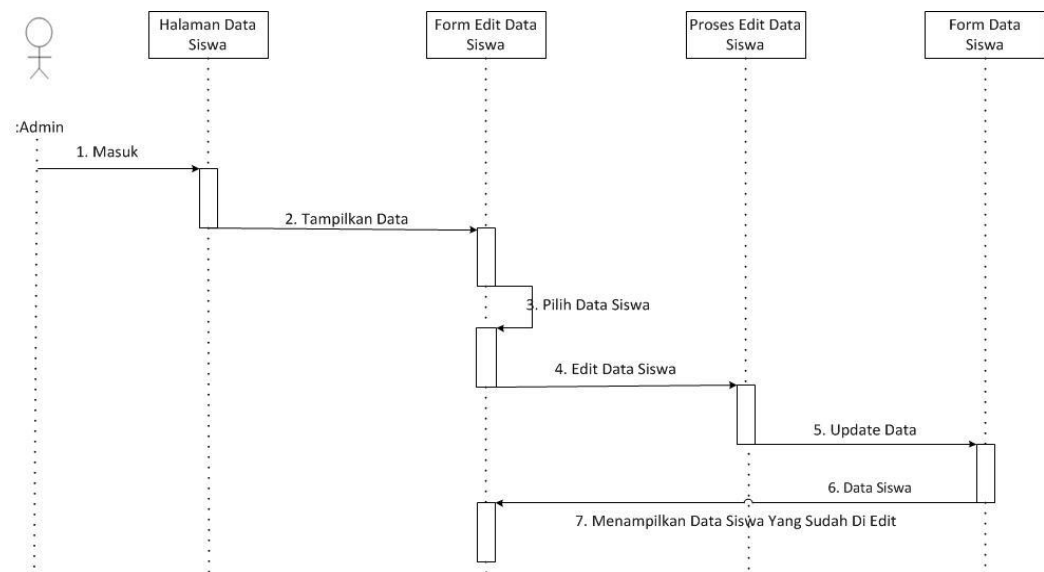 Halaman Data
Siswa
Form Edit Data
Siswa
Proses Edit Data
Siswa
Form Data
Siswa
:Admin
1. Masuk
2. Tampilkan Data
3. Pilih Data Siswa
4. Edit Data Siswa
5. Update Data
6. Data Siswa
7. Menampilkan Data Siswa Yang Sudah Di Edit